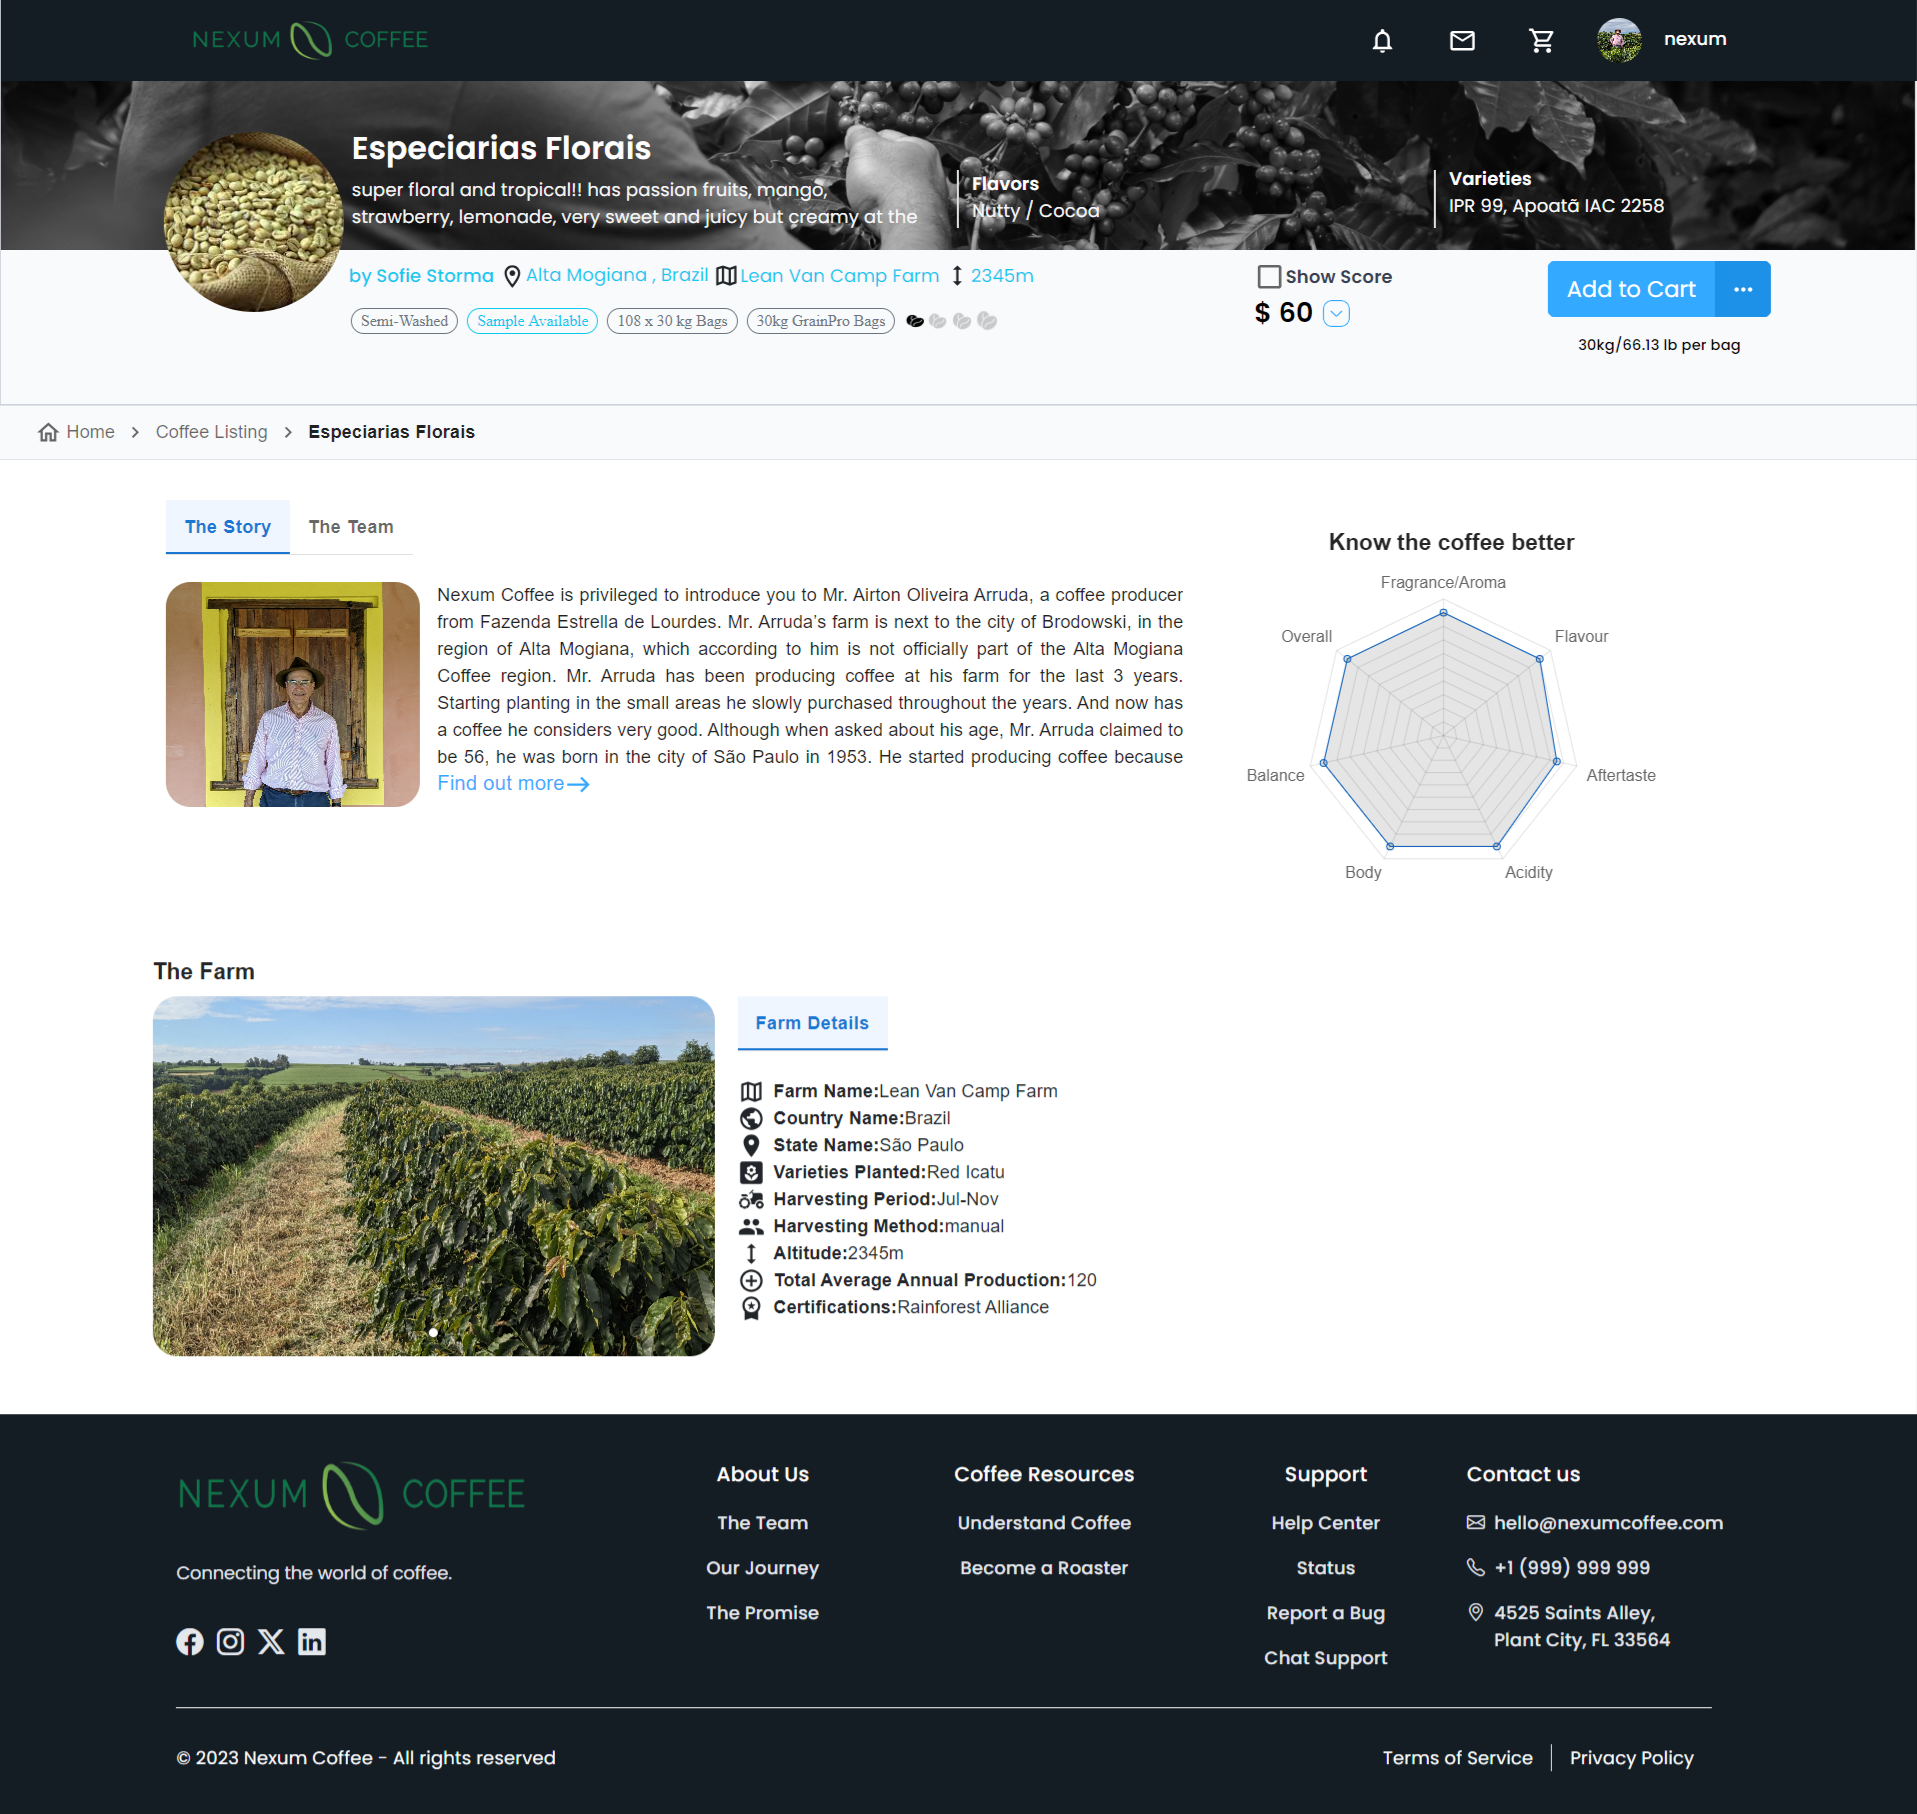 NEXUM COFFEE
nexum
Especiarias Florais
super floral and tropical!! has passion fruits, mango,
strawberry, lemonade, very sweet and juicy but creamy at the
Flavors
Nutty / Cocoa
Varieties
IPR 99, Apoatã IAC 2258
by Sofie Storma Alta Mogiana , Brazil Lean Van Camp Farm 2345m
Semi-Washed Sample Available 108 x 30 kg Bags 30kg GrainPro Bags
Show Score
$ 60
Add to Cart ...
30kg/66.13 lb per bag
Home > Coffee Listing > Especiarias Florais
The Story The Team
Nexum Coffee is privileged to introduce you to Mr. Airton Oliveira Arruda, a coffee producer
from Fazenda Estrella de Lourdes. Mr. Arruda’s farm is next to the city of Brodowski, in the
region of Alta Mogiana, which according to him is not officially part of the Alta Mogiana
Coffee region. Mr. Arruda has been producing coffee at his farm for the last 3 years.
Starting planting in the small areas he slowly purchased throughout the years. And now has
a coffee he considers very good. Although when asked about his age, Mr. Arruda claimed to
be 56, he was born in the city of São Paulo in 1953. He started producing coffee because
Find out more
Know the coffee better
Fragrance/Aroma
Overall
Flavour
Balance
Aftertaste
Body
Acidity
The Farm
Farm Details
Farm Name:Lean Van Camp Farm
Country Name:Brazil
State Name:São Paulo
Varieties Planted:Red Icatu
Harvesting Period:Jul-Nov
Harvesting Method:manual
Altitude:2345m
Total Average Annual Production:120
Certifications:Rainforest Alliance
NEXUM COFFEE
Connecting the world of coffee.
About Us
The Team
Our Journey
The Promise
Coffee Resources
Understand Coffee
Become a Roaster
Support
Help Center
Status
Report a Bug
Chat Support
Contact us
hello@nexumcoffee.com
+1 (999) 999 999
4525 Saints Alley,
Plant City, FL 33564
© 2023 Nexum Coffee - All rights reserved
Terms of Service
Privacy Policy